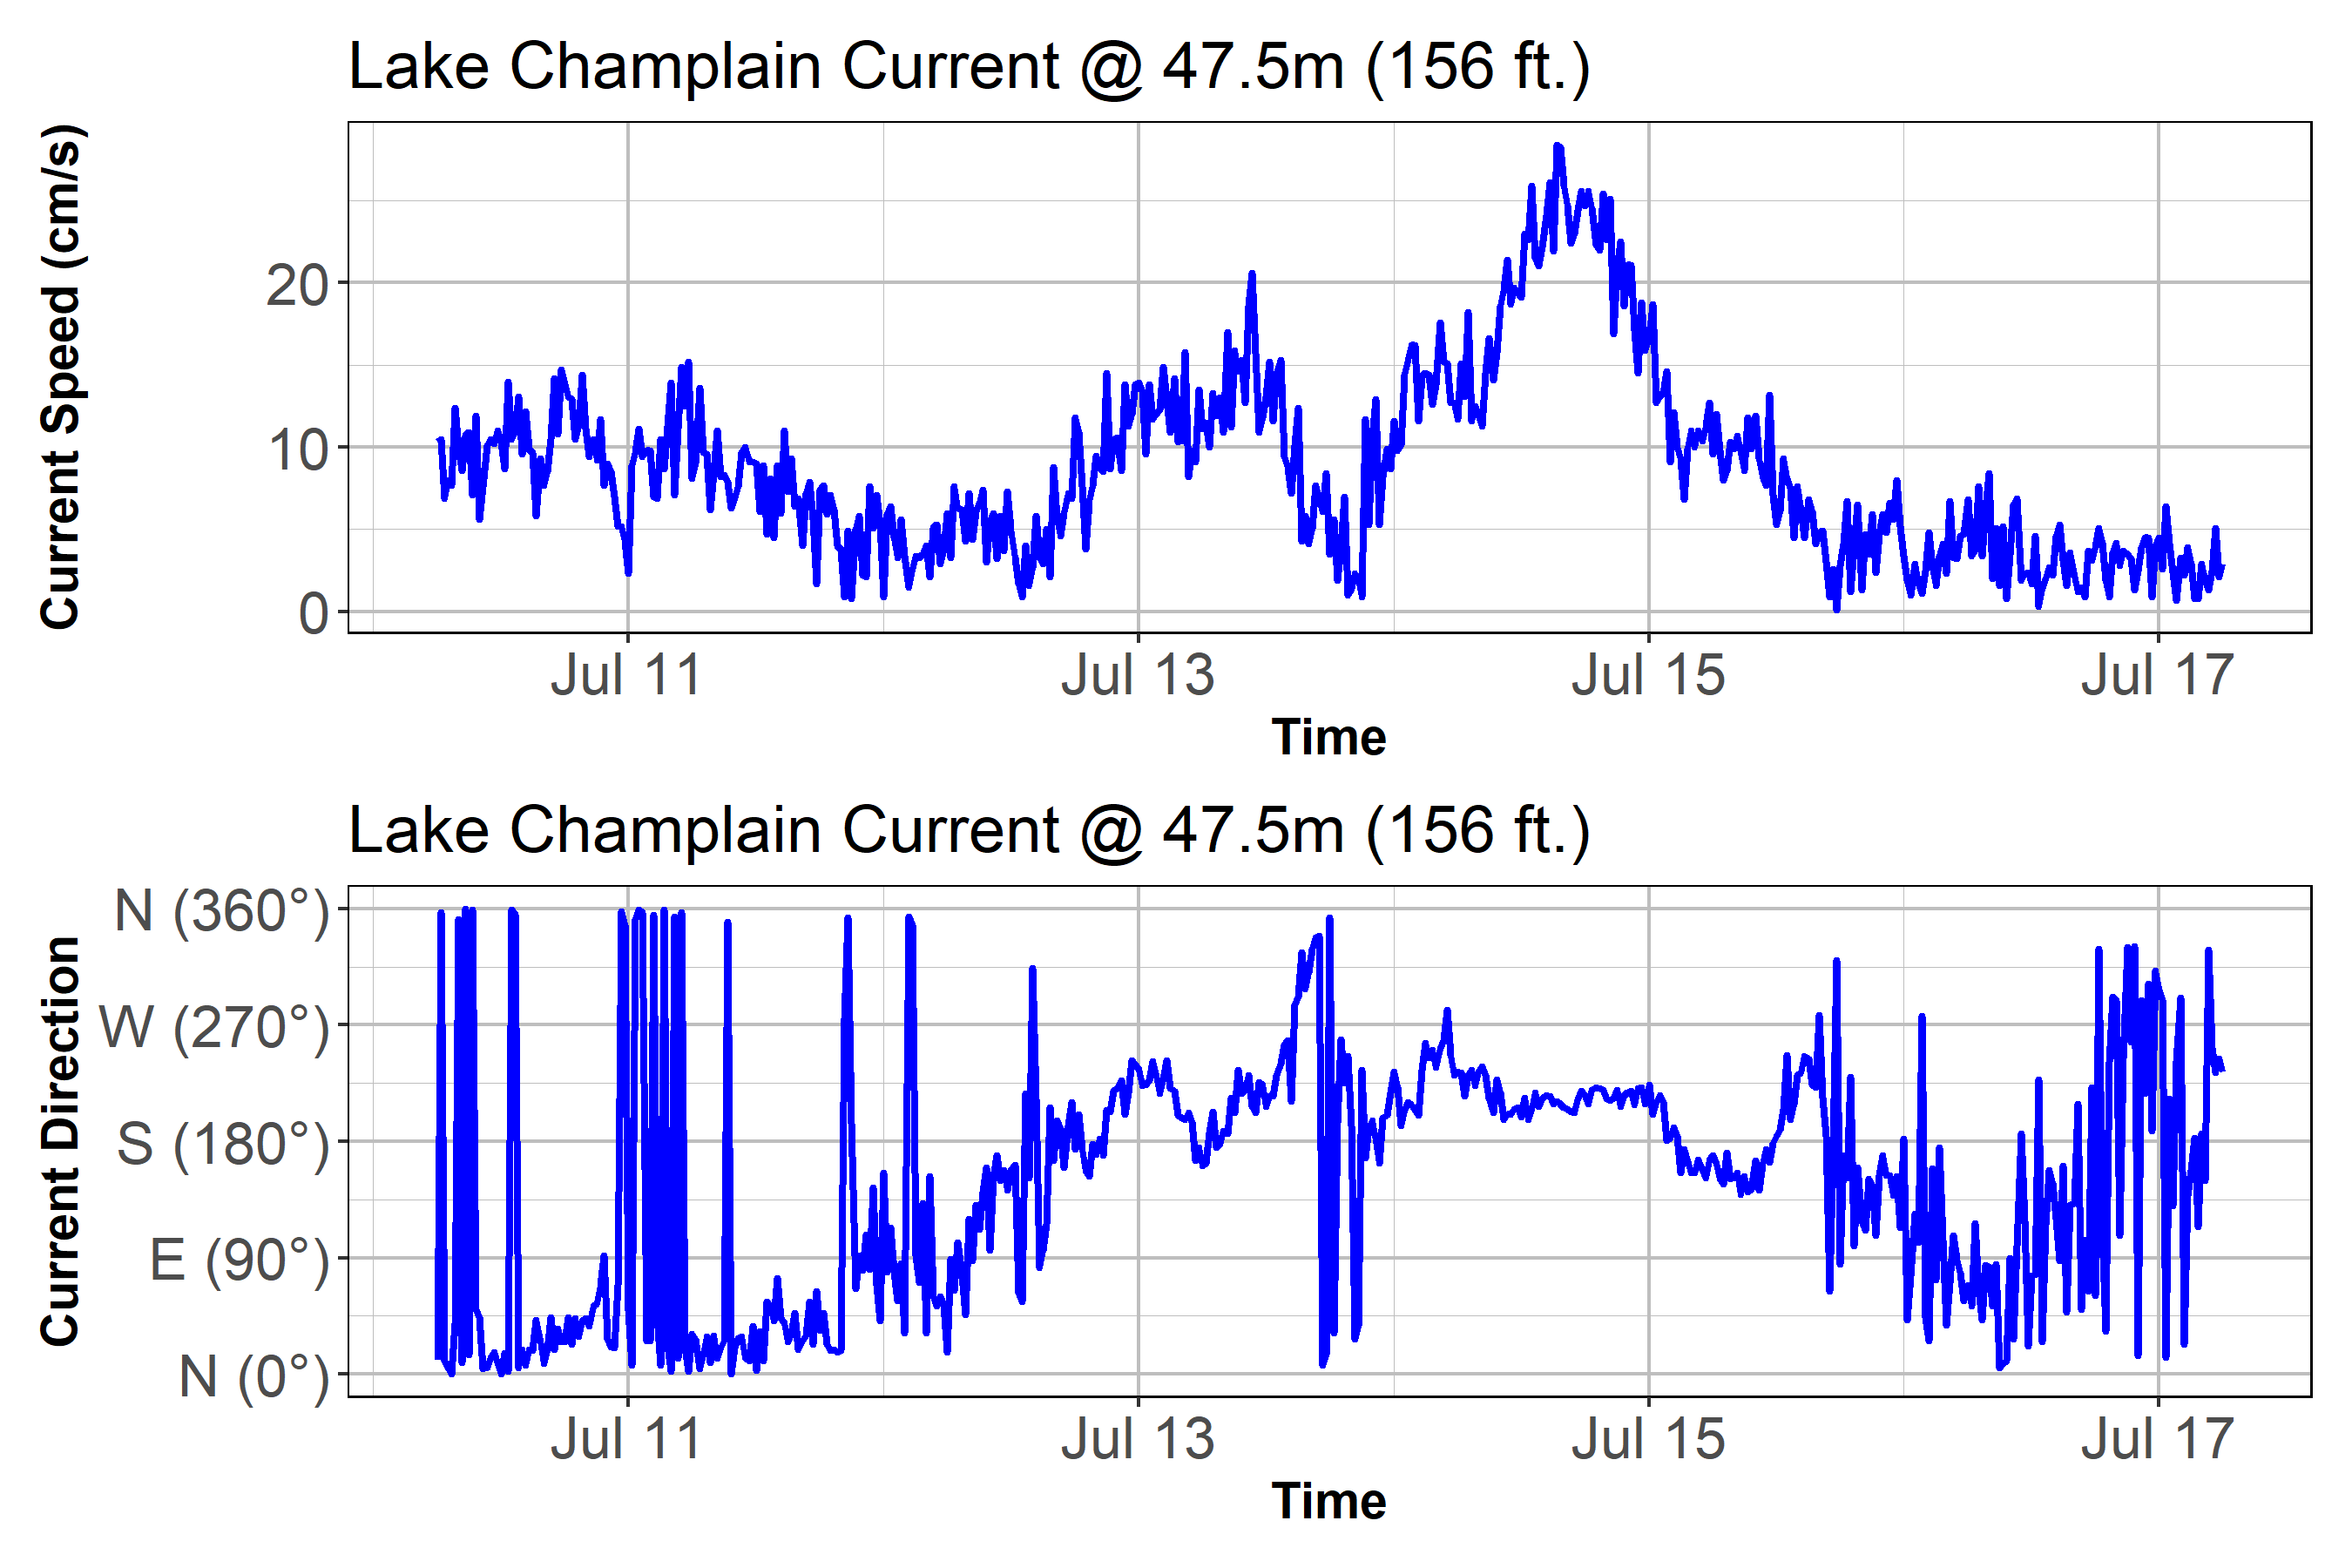 Lake Champlain Current @ 47.5m (156 ft.)
Current Speed (cm/s)
20
10
0
Jul 11 Jul 13 Jul 15 Jul 17
Time
Lake Champlain Current @ 47.5m (156 ft.)
Current Direction
N (360°)
W (270°)
S (180°)
E (90°)
N (0°)
Jul 11 Jul 13 Jul 15 Jul 17
Time